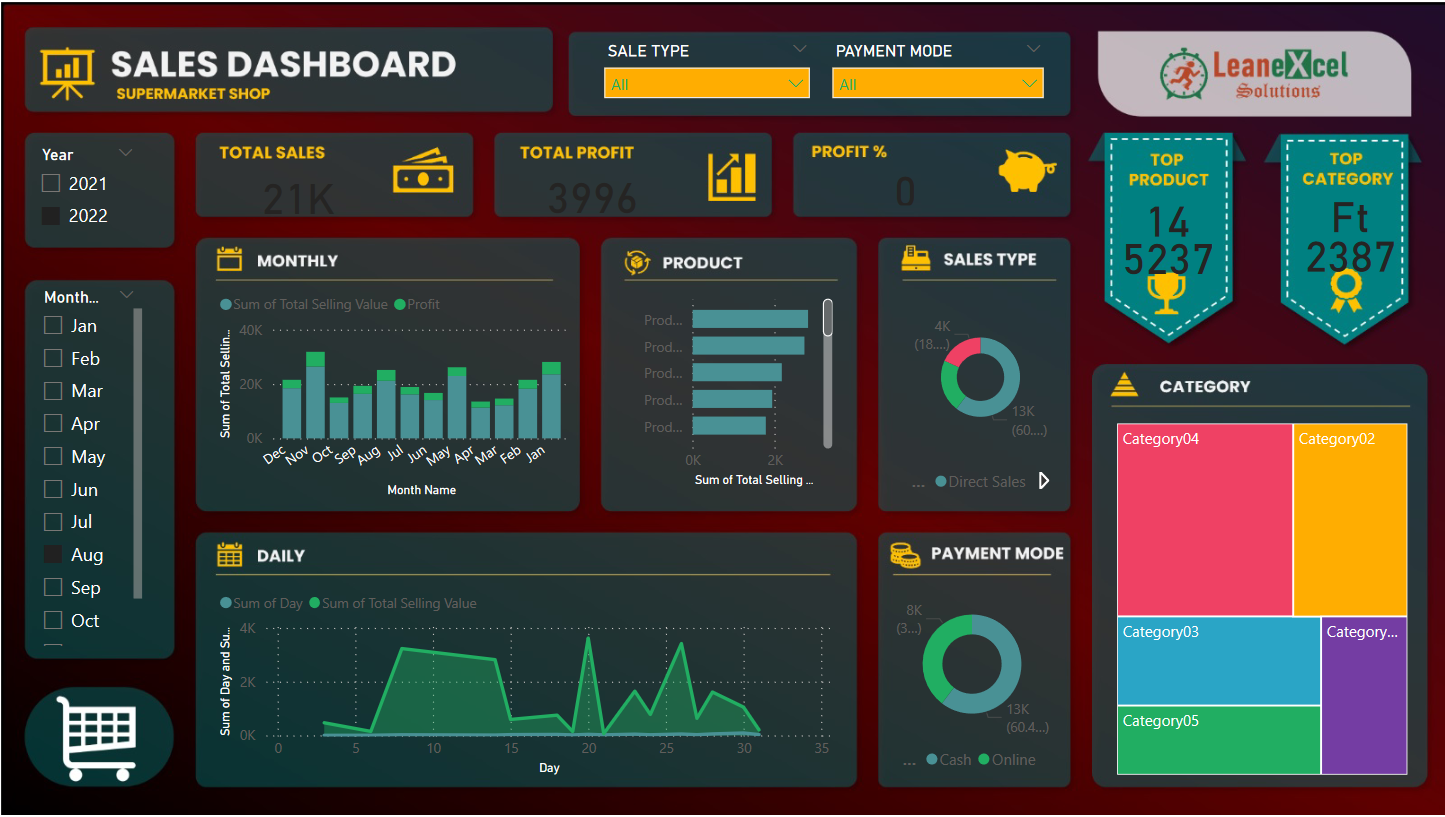 SALES DASHBOARD
SUPERMARKET SHOP
SALE TYPE
All
PAYMENT MODE
All
LeaneXcel
Solutions
Year
2021
2022
TOTAL SALES
21K
TOTAL PROFIT
3996
PROFIT %
0
TOP
PRODUCT
14
5237
TOP
CATEGORY
Ft
2387
Month...
Jan
Feb
Mar
Apr
May
Jun
Jul
Aug
Sep
Oct
MONTHLY
Sum of Total Selling Value Profit
Sum of Total Sellin...
40K
20K
0K
Dec Nov Oct Sep Aug Jul Jun May Apr Mar Feb Jan
Month Name
PRODUCT
Prod...
Prod...
Prod...
Prod...
Prod...
0K 2K
Sum of Total Selling ...
SALES TYPE
4K
(18....)
13K
(60....)
... Direct Sales
CATEGORY
Category04
Category02
Category03
Category...
Category05
DAILY
Sum of Day Sum of Total Selling Value
Sum of Day and Su...
4K
2K
0K
0 5 10 15 20 25 30 35
Day
PAYMENT MODE
8K
(3...)
13K
(60.4...)
... Cash Online